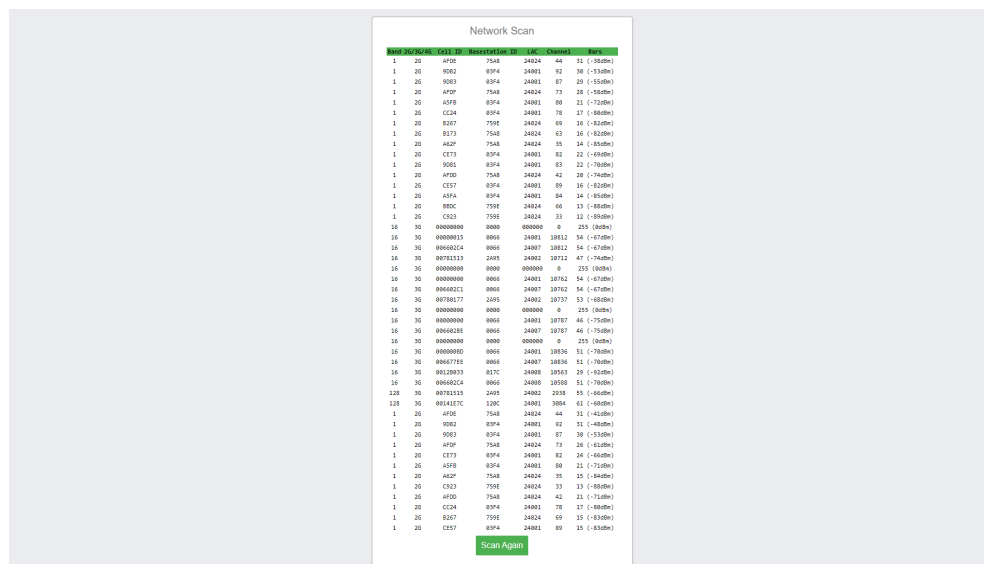 Network Scan
Band 2G/3G/4G Cell ID Basestation ID LAC Channel Bars
1 2G AFDE 75A8 24024 44 31 (-38dBm)
1 2G 9D82 03F4 24001 92 30 (-53dBm)
1 2G 9D83 03F4 24001 87 29 (-55dBm)
1 2G AFDF 75A8 24024 73 28 (-58dBm)
1 2G A5FB 03F4 24001 80 21 (-72dBm)
1 2G CC24 03F4 24001 78 17 (-80dBm)
1 2G B267 759E 24024 69 16 (-82dBm)
1 2G B173 75A8 24024 63 16 (-82dBm)
1 2G A62F 75A8 24024 35 14 (-85dBm)
1 2G CE73 03F4 24001 82 22 (-69dBm)
1 2G 9D81 03F4 24001 83 22 (-70dBm)
1 2G AFDD 75A8 24024 42 20 (-74dBm)
1 2G CE57 03F4 24001 89 16 (-82dBm)
1 2G A5FA 03F4 24001 84 14 (-85dBm)
1 2G BBDC 759E 24024 66 13 (-88dBm)
1 2G C923 759E 24024 33 12 (-89dBm)
16 3G 00000000 0000 000000 0 255 (0dBm)
16 3G 00000015 0066 24001 10812 54 (-67dBm)
16 3G 006602C4 0066 24007 10812 54 (-67dBm)
16 3G 00781513 2A95 24002 10712 47 (-74dBm)
16 3G 00000000 0000 000000 0 255 (0dBm)
16 3G 00000000 0066 24001 10762 54 (-67dBm)
16 3G 006602C1 0066 24007 10762 54 (-67dBm)
16 3G 00780177 2A95 24002 10737 53 (-68dBm)
16 3G 00000000 0000 000000 0 255 (0dBm)
16 3G 00000000 0066 24001 10787 46 (-75dBm)
16 3G 006602BE 0066 24007 10787 46 (-75dBm)
16 3G 00000000 0000 000000 0 255 (0dBm)
16 3G 000000BD 0066 24001 10836 51 (-70dBm)
16 3G 006677EE 0066 24007 10836 51 (-70dBm)
16 3G 0012B033 017C 24008 10563 29 (-92dBm)
16 3G 006602C4 0066 24008 10588 51 (-70dBm)
128 3G 00781515 2A95 24002 2938 55 (-66dBm)
128 3G 00141E7C 120C 24001 3084 61 (-60dBm)
1 2G AFDE 75A8 24024 44 31 (-41dBm)
1 2G 9D82 03F4 24001 92 31 (-48dBm)
1 2G 9D83 03F4 24001 87 30 (-53dBm)
1 2G AFDF 75A8 24024 73 26 (-61dBm)
1 2G CE73 03F4 24001 82 24 (-66dBm)
1 2G A5FB 03F4 24001 80 21 (-71dBm)
1 2G A62F 75A8 24024 35 15 (-84dBm)
1 2G C923 759E 24024 33 13 (-88dBm)
1 2G AFDD 75A8 24024 42 21 (-71dBm)
1 2G CC24 03F4 24001 78 17 (-80dBm)
1 2G B267 759E 24024 69 15 (-83dBm)
1 2G CE57 03F4 24001 89 15 (-83dBm)
Scan Again